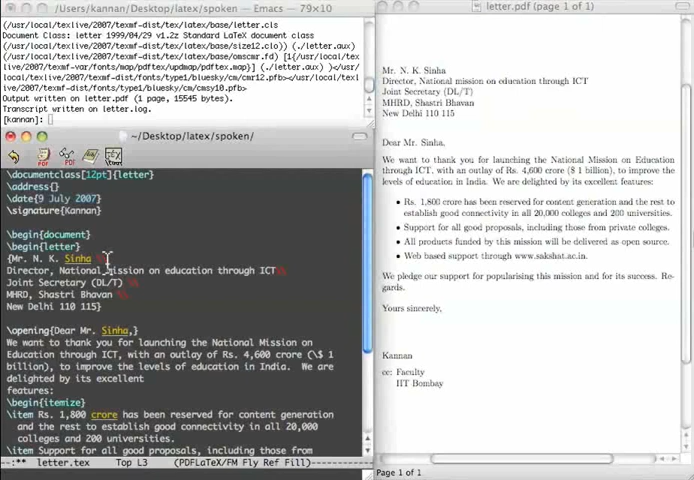 /Users/kannan/Desktop/latex/spoken/ — Emacs — 79×10
(/usr/local/texlive/2007/texmf-dist/tex/latex/base/letter.cls
Document Class: letter 1999/04/29 v1.2z Standard LaTeX document class
(/usr/local/texlive/2007/texmf-dist/tex/latex/base/size12.clo)) (./letter.aux)
(/usr/local/texlive/2007/texmf-dist/tex/latex/base/omscmr.fd) [1{/usr/local/tex
live/2007/texmf-var/fonts/map/pdftex/updmap/pdftex.map}] (./letter.aux) )</usr/
local/texlive/2007/texmf-dist/fonts/type1/bluesky/cm/cmr12.pfb></usr/local/texl
ive/2007/texmf-dist/fonts/type1/bluesky/cm/cmsy10.pfb>
Output written on letter.pdf (1 page, 15545 bytes).
Transcript written on letter.log.
[kannan]:
~/Desktop/latex/spoken/
\documentclass[12pt]{letter}
\address{}
\date{9 July 2007}
\signature{Kannan}
\begin{document}
\begin{letter}
{Mr. N. K. Sinha \\
Director, National mission on education through ICT\\
Joint Secretary (DL/T) \\
MHRD, Shastri Bhavan \\
New Delhi 110 115}
\opening{Dear Mr. Sinha,}
We want to thank you for launching the National Mission on
Education through ICT, with an outlay of Rs. 4,600 crore (\$ 1
billion), to improve the levels of education in India.  We are
delighted by its excellent
features:
\begin{itemize}
\item Rs. 1,800 crore has been reserved for content generation
and the rest to establish good connectivity in all 20,000
colleges and 200 universities.
\item Support for all good proposals, including those from
--:**  letter.tex    Top L3    (PDFLaTeX/FM Fly Ref Fill)
letter.pdf (page 1 of 1)
Mr. N. K. Sinha
Director, National mission on education through ICT
Joint Secretary (DL/T)
MHRD, Shastri Bhavan
New Delhi 110 115
Dear Mr. Sinha,
We want to thank you for launching the National Mission on Education
through ICT, with an outlay of Rs. 4,600 crore ($ 1 billion), to improve the
levels of education in India. We are delighted by its excellent features:
• Rs. 1,800 crore has been reserved for content generation and the rest to
establish good connectivity in all 20,000 colleges and 200 universities.
• Support for all good proposals, including those from private colleges.
• All products funded by this mission will be delivered as open source.
• Web based support through www.sakshat.ac.in.
We pledge our support for popularising this mission and for its success. Re-
gards.
Yours sincerely,
Kannan
cc: Faculty
IIT Bombay
Page 1 of 1